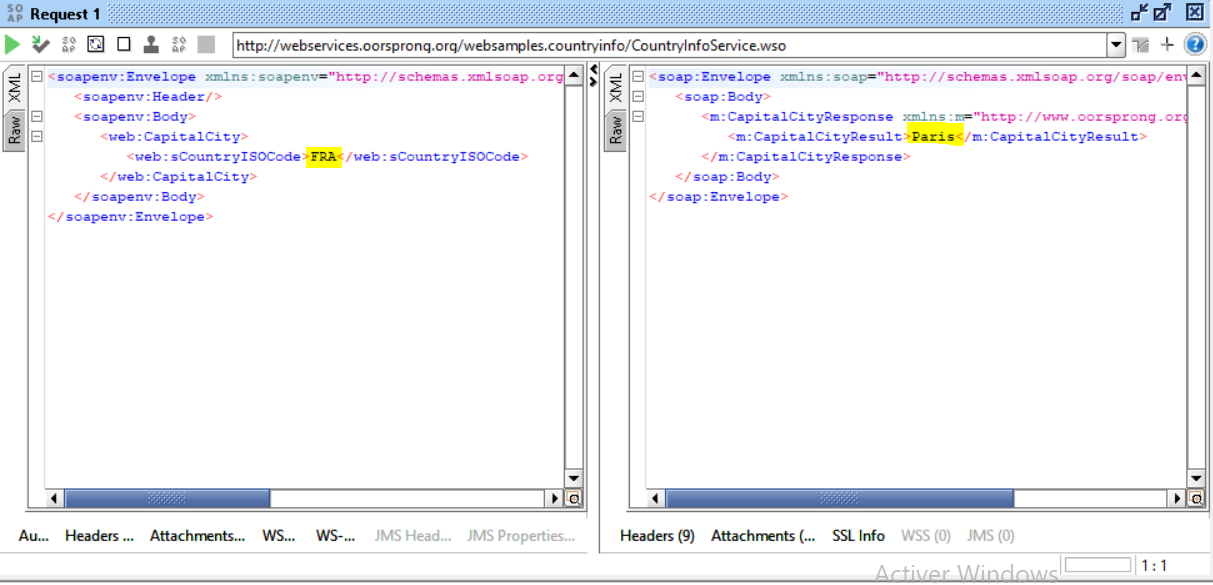 SO AP Request 1
http://webservices.oorsprong.org/websamples.countryinfo/CountryInfoService.wso
XML
Raw
<soapenv:Envelope xmlns:soapenv="http://schemas.xmlsoap.org
<soapenv:Header/>
<soapenv:Body>
<web:CapitalCity>
<web:sCountryISOCode>FRA</web:sCountryISOCode>
</web:CapitalCity>
</soapenv:Body>
</soapenv:Envelope>
Au... Headers ... Attachments... WS... WS-... JMS Head... JMS Properties...
XML
Raw
<soap:Envelope xmlns:soap="http://schemas.xmlsoap.org/soap/env
<soap:Body>
<m:CapitalCityResponse xmlns:m="http://www.oorsprong.org
<m:CapitalCityResult>Paris</m:CapitalCityResult>
</m:CapitalCityResponse>
</soap:Body>
</soap:Envelope>
Headers (9) Attachments (... SSL Info WSS (0) JMS (0)
Activer Windows
1 : 1